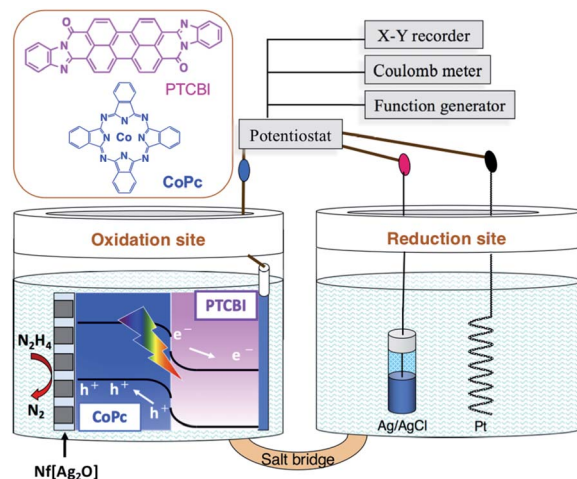 PTCBI
CoPc
X-Y recorder
Coulomb meter
Function generator
Potentiostat
Oxidation site
Reduction site
PTCBI
e⁻
e⁻
N₂H₄
N₂
h⁺ h⁺
h⁺
CoPc
Nf[Ag₂O]
Ag/AgCl
Pt
Salt bridge
O
N
N
N
N
O
N
N
N
N Co N
N
N
N